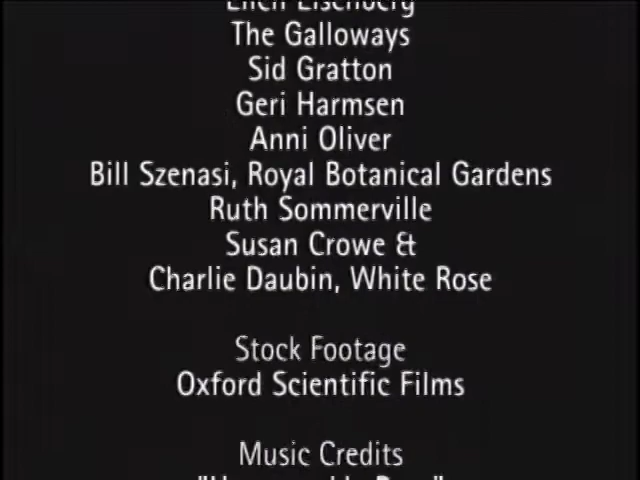 The Galloways
Sid Gratton
Geri Harmsen
Anni Oliver
Bill Szenasi, Royal Botanical Gardens
Ruth Sommerville
Susan Crowe &
Charlie Daubin, White Rose
Stock Footage
Oxford Scientific Films
Music Credits